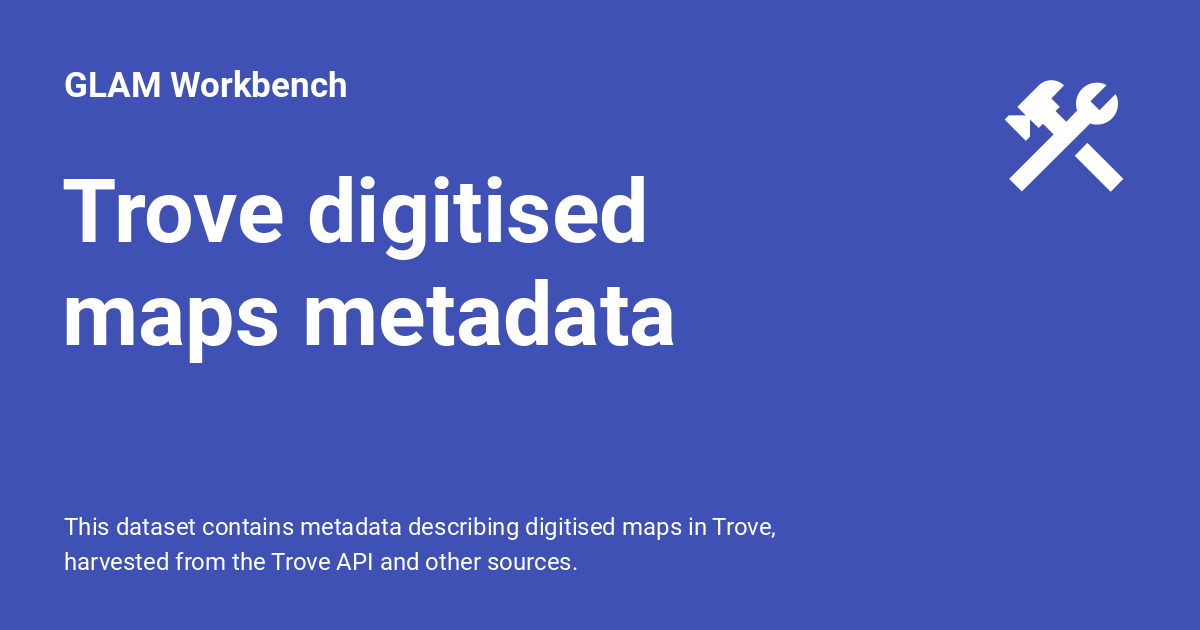 GLAM Workbench
Trove digitised
maps metadata
This dataset contains metadata describing digitised maps in Trove,
harvested from the Trove API and other sources.